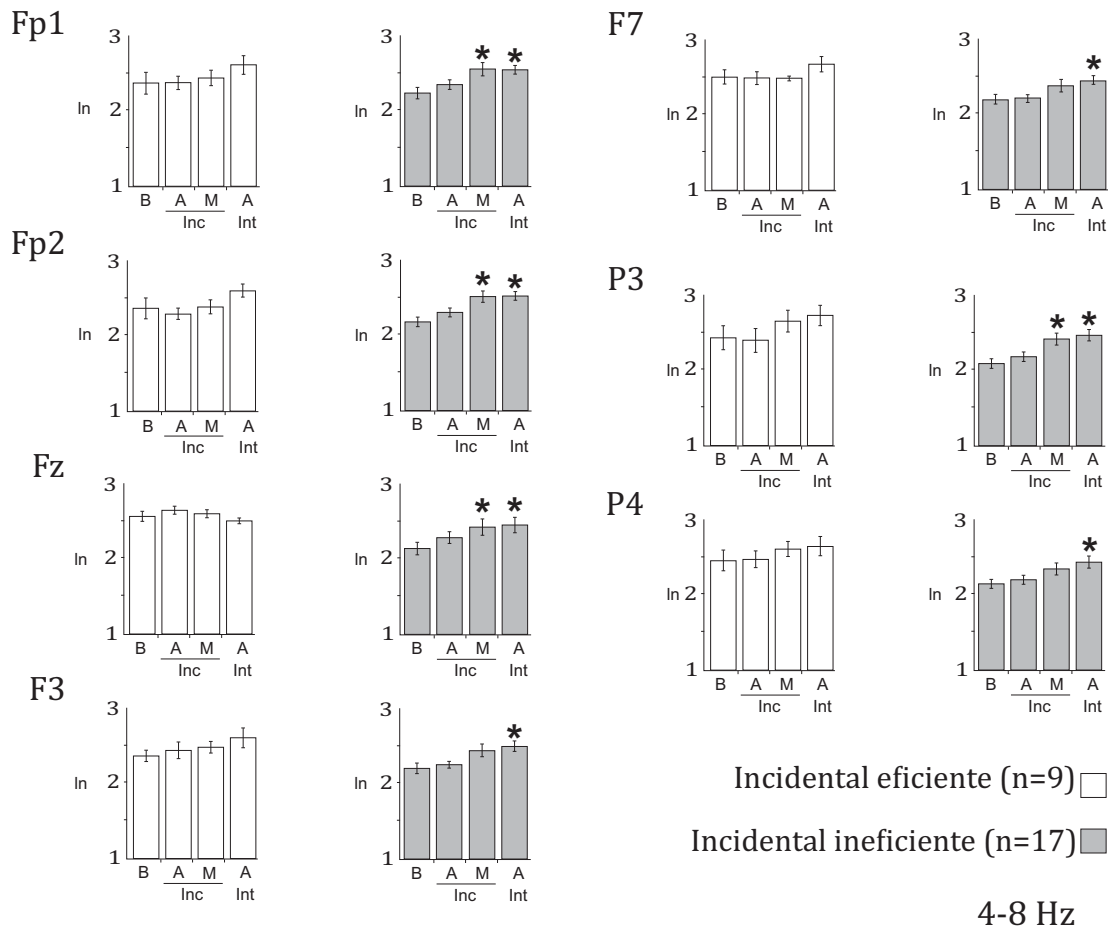 Fp1
3
ln 2
1
B A M A
Inc Int
* *
B A M A
Inc Int
Fp2
3
ln 2
1
B A M A
Inc Int
3
ln 2
1
* *
B A M A
Inc Int
Fz
3
ln 2
1
B A M A
Inc Int
3
ln 2
1
* *
B A M A
Inc Int
F3
3
ln 2
1
B A M A
Inc Int
3
ln 2
1
*
B A M A
Inc Int
F7
3
ln 2
1
B A M A
Inc Int
3
ln 2
1
*
B A M A
Inc Int
P3
3
ln 2
1
B A M A
Inc Int
3
ln 2
1
* *
B A M A
Inc Int
P4
3
ln 2
1
B A M A
Inc Int
3
ln 2
1
*
B A M A
Inc Int
Incidental eficiente (n=9)
Incidental ineficiente (n=17)
4-8 Hz